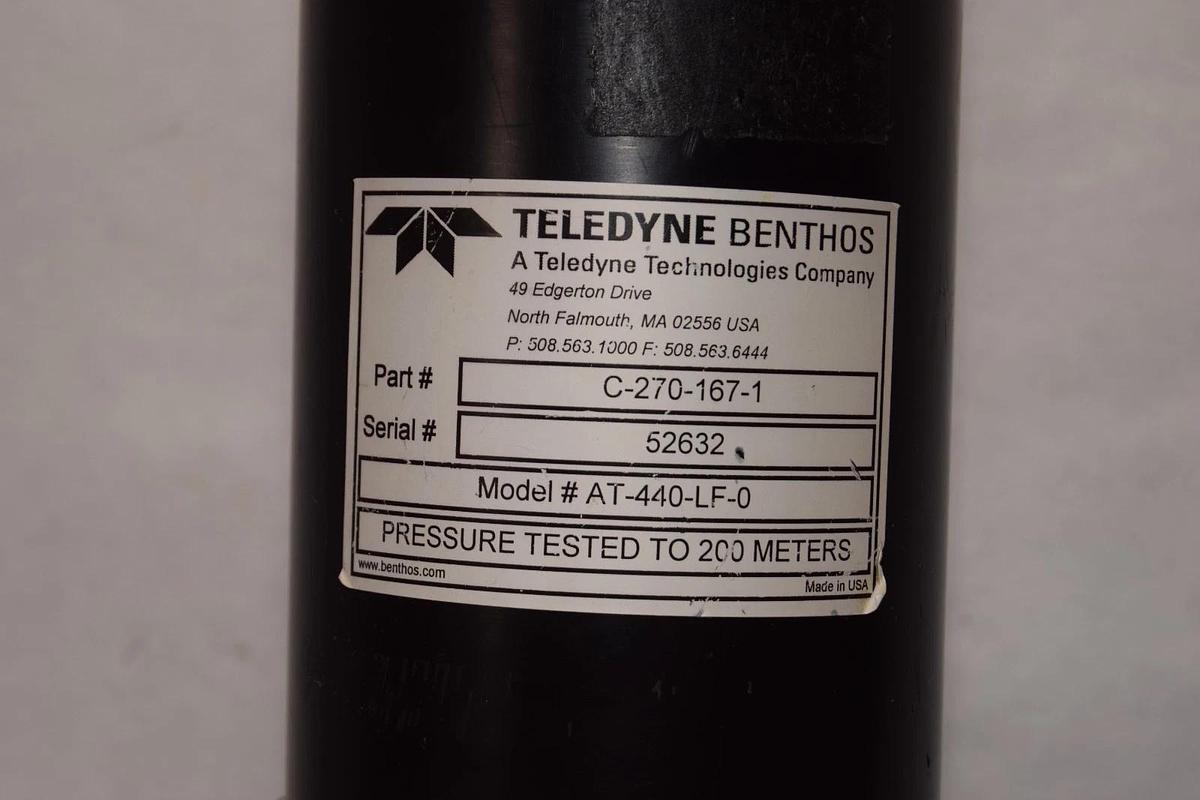 TELEDYNE BENTHOS
A Teledyne Technologies Company
49 Edgerton Drive
North Falmouth, MA 02556 USA
P: 508.563.1000 F: 508.563.6444
Part # C-270-167-1
Serial # 52632
Model # AT-440-LF-0
PRESSURE TESTED TO 200 METERS
www.benthos.com Made in USA